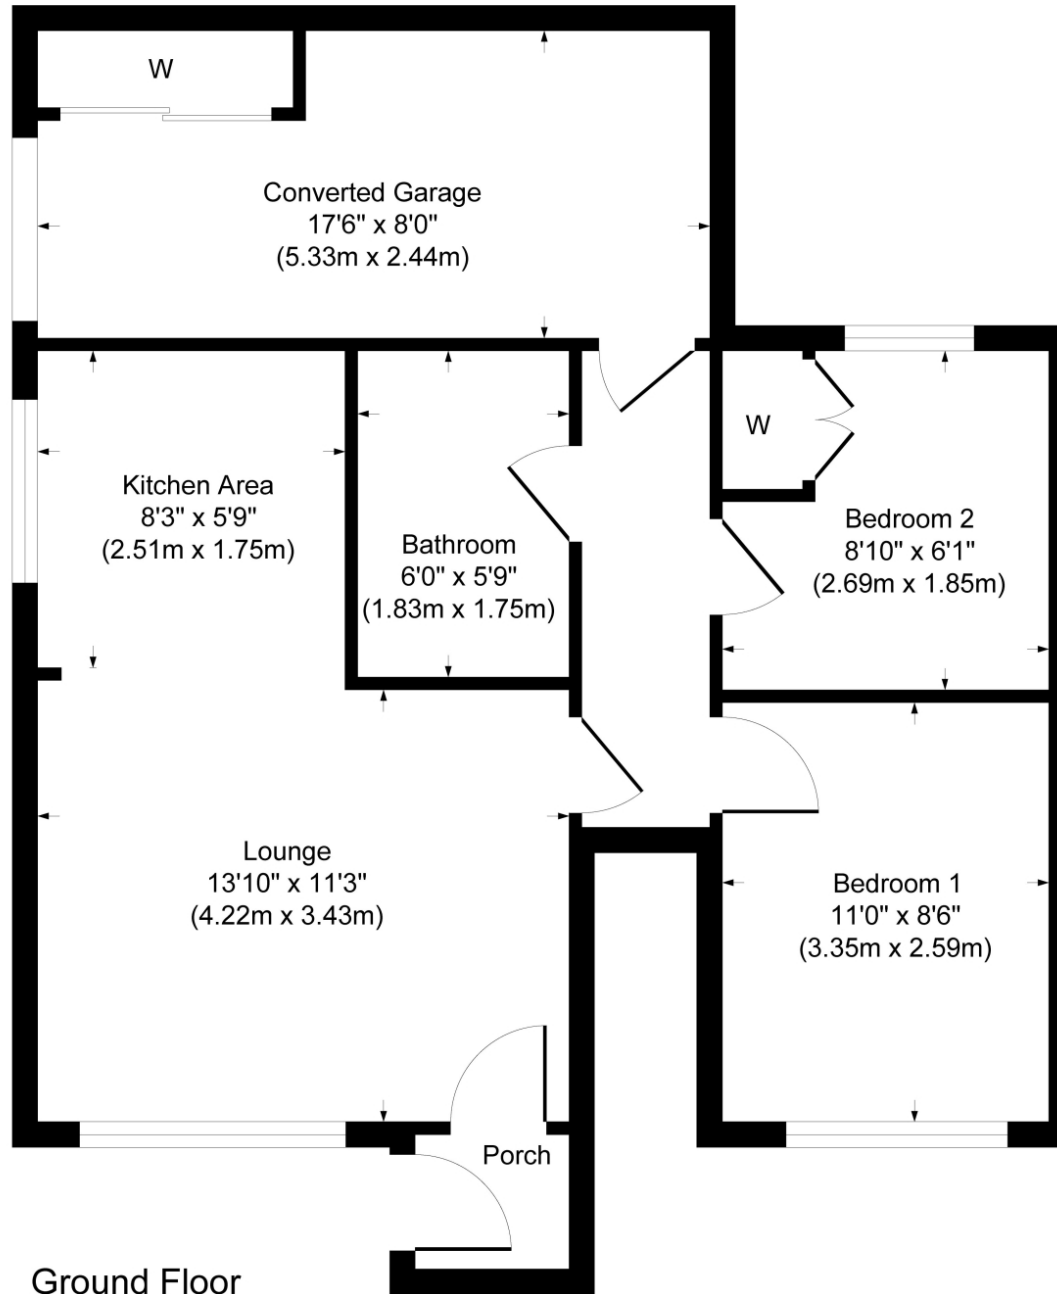 W
Converted Garage
17'6" x 8'0"
(5.33m x 2.44m)
Kitchen Area
8'3" x 5'9"
(2.51m x 1.75m)
Bathroom
6'0" x 5'9"
(1.83m x 1.75m)
W
Bedroom 2
8'10" x 6'1"
(2.69m x 1.85m)
Lounge
13'10" x 11'3"
(4.22m x 3.43m)
Bedroom 1
11'0" x 8'6"
(3.35m x 2.59m)
Porch
Ground Floor